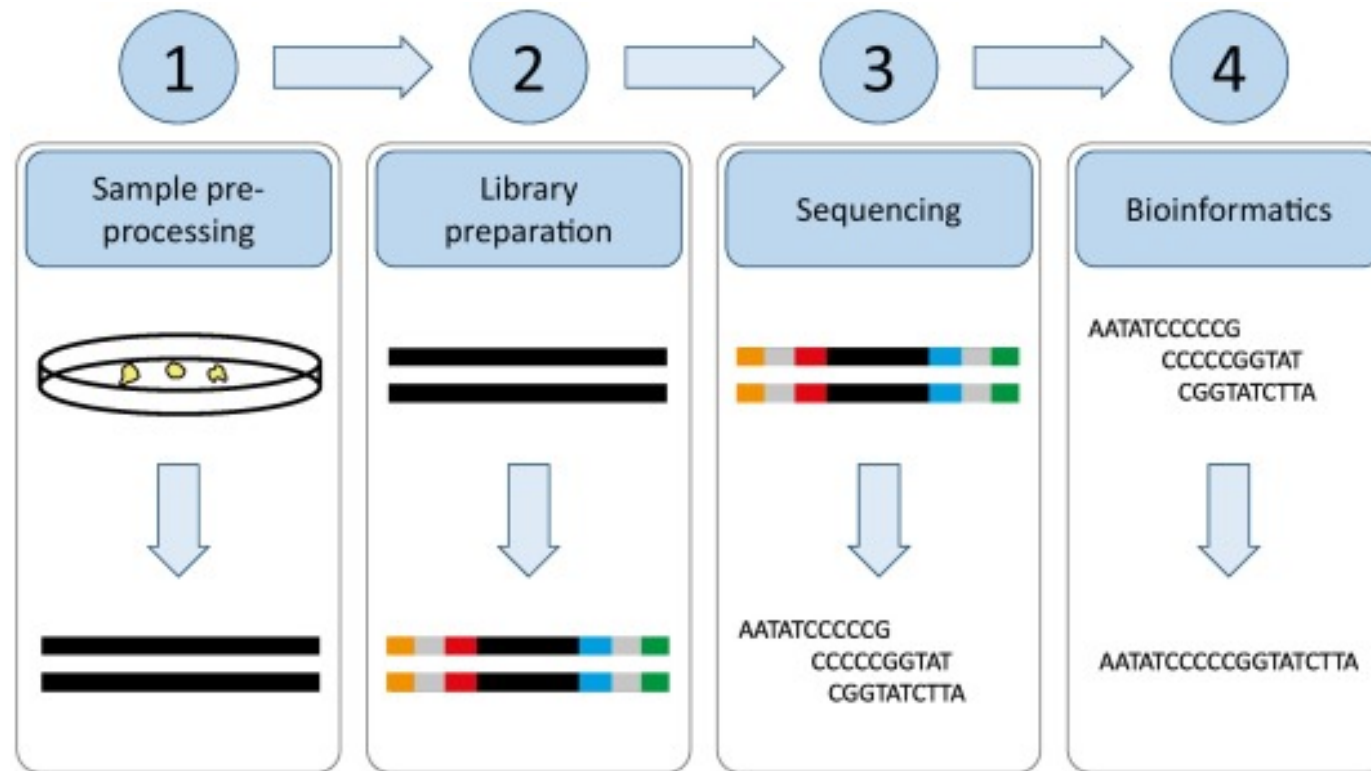 1
2
3
4
Sample pre-
processing
Library
preparation
Sequencing
Bioinformatics
AATATCCCCCG
CCCCCGGTAT
CGGTATCTTA
AATATCCCCCG
CCCCCGGTAT
CGGTATCTTA
AATATCCCCCGGTATCTTA